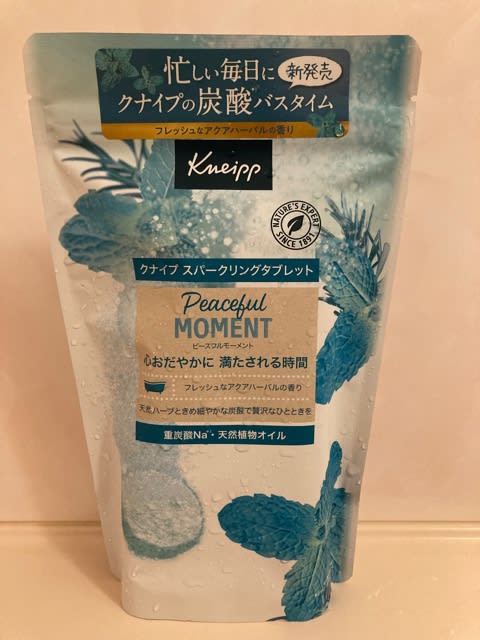 忙しい毎日に
新発売
クナイプの炭酸バスタイム
フレッシュなアクアハーバルの香り
Kneipp
NATURE'S EXPERT
SINCE 1891
クナイプ スパークリングタブレット
Peaceful
MOMENT
ピースフルモーメント
心おだやかに 満たされる時間
フレッシュなアクアハーバルの香り
天然ハーブときめ細やかな炭酸で贅沢なひとときを
重炭酸Na*・天然植物オイル